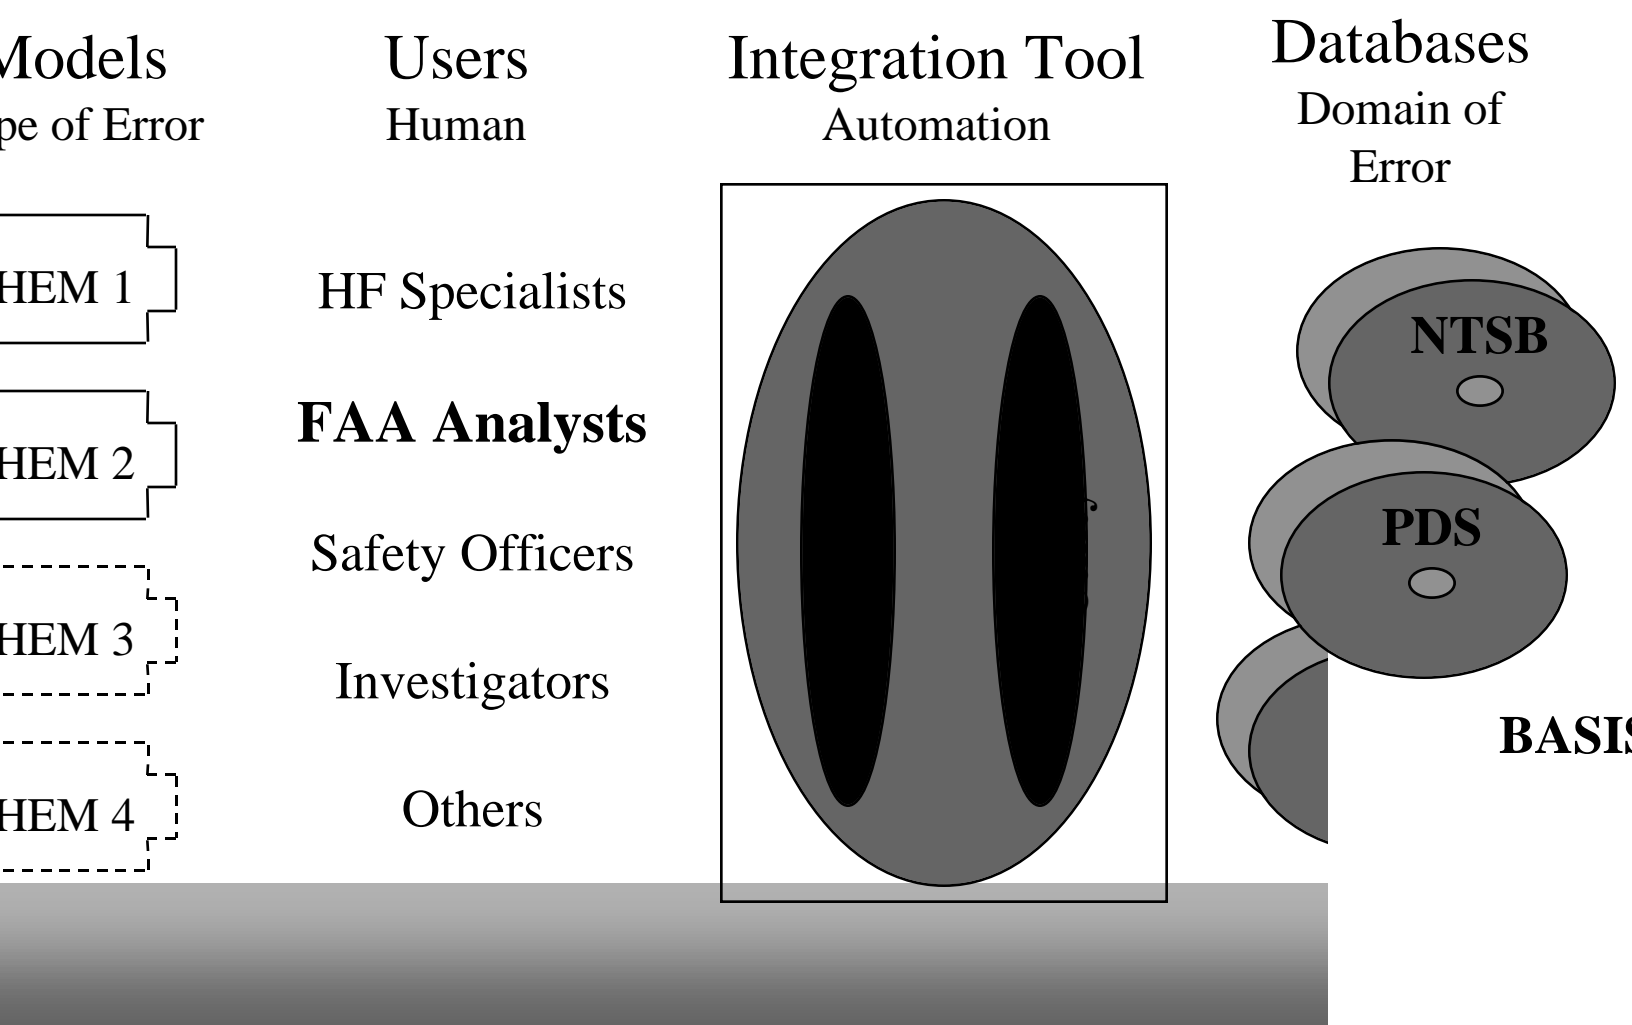 Models
pe of Error
HEM 1
HEM 2
HEM 3
HEM 4
Users
Human
HF Specialists
FAA Analysts
Safety Officers
Investigators
Others
Integration Tool
Automation
Databases
Domain of
Error
NTSB
PDS
BASIS